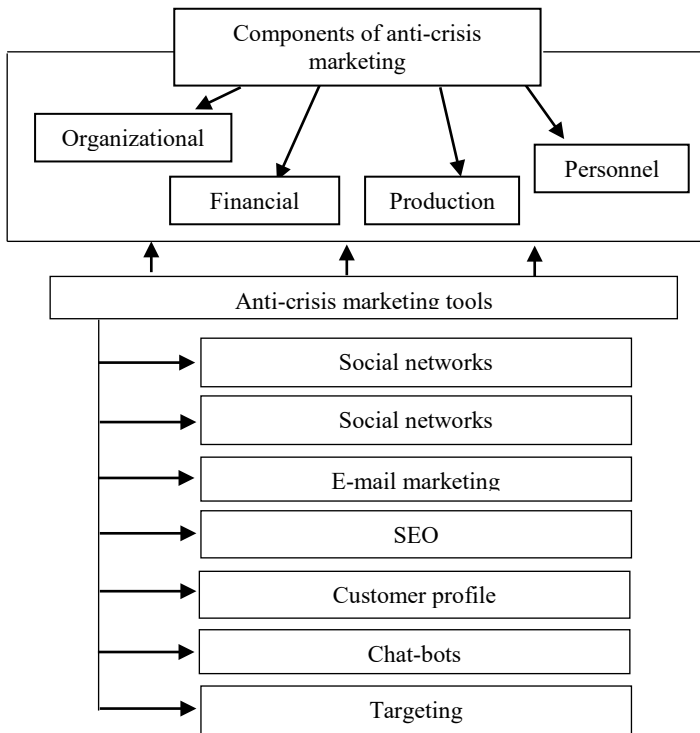 Components of anti-crisis
marketing
Organizational
Personnel
Financial
Production
Anti-crisis marketing tools
Social networks
Social networks
E-mail marketing
SEO
Customer profile
Chat-bots
Targeting